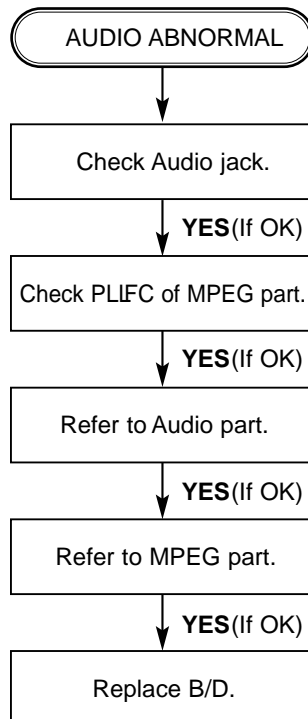 AUDIO ABNORMAL
Check Audio jack.
YES(If OK)
Check PLLFC of MPEG part.
YES(If OK)
Refer to Audio part.
YES(If OK)
Refer to MPEG part.
YES(If OK)
Replace B/D.